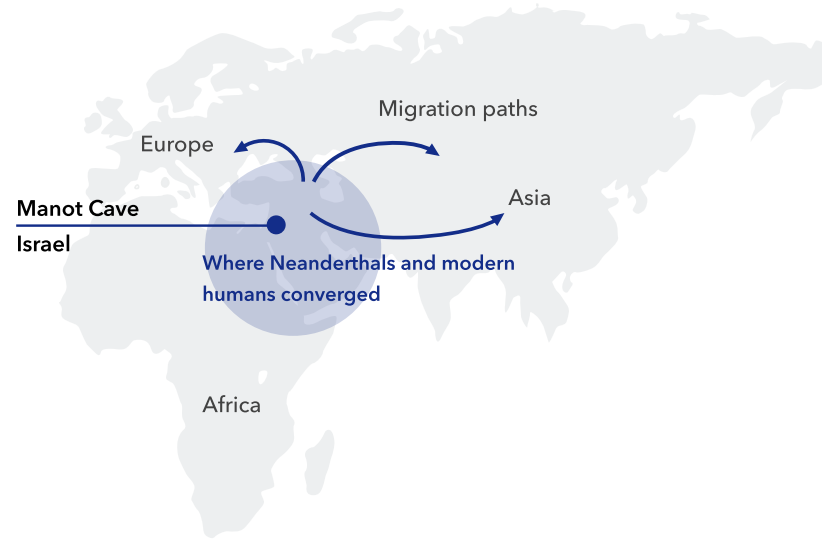 Migration paths
Europe
Asia
Manot Cave
Israel
Where Neanderthals and modern
humans converged
Africa